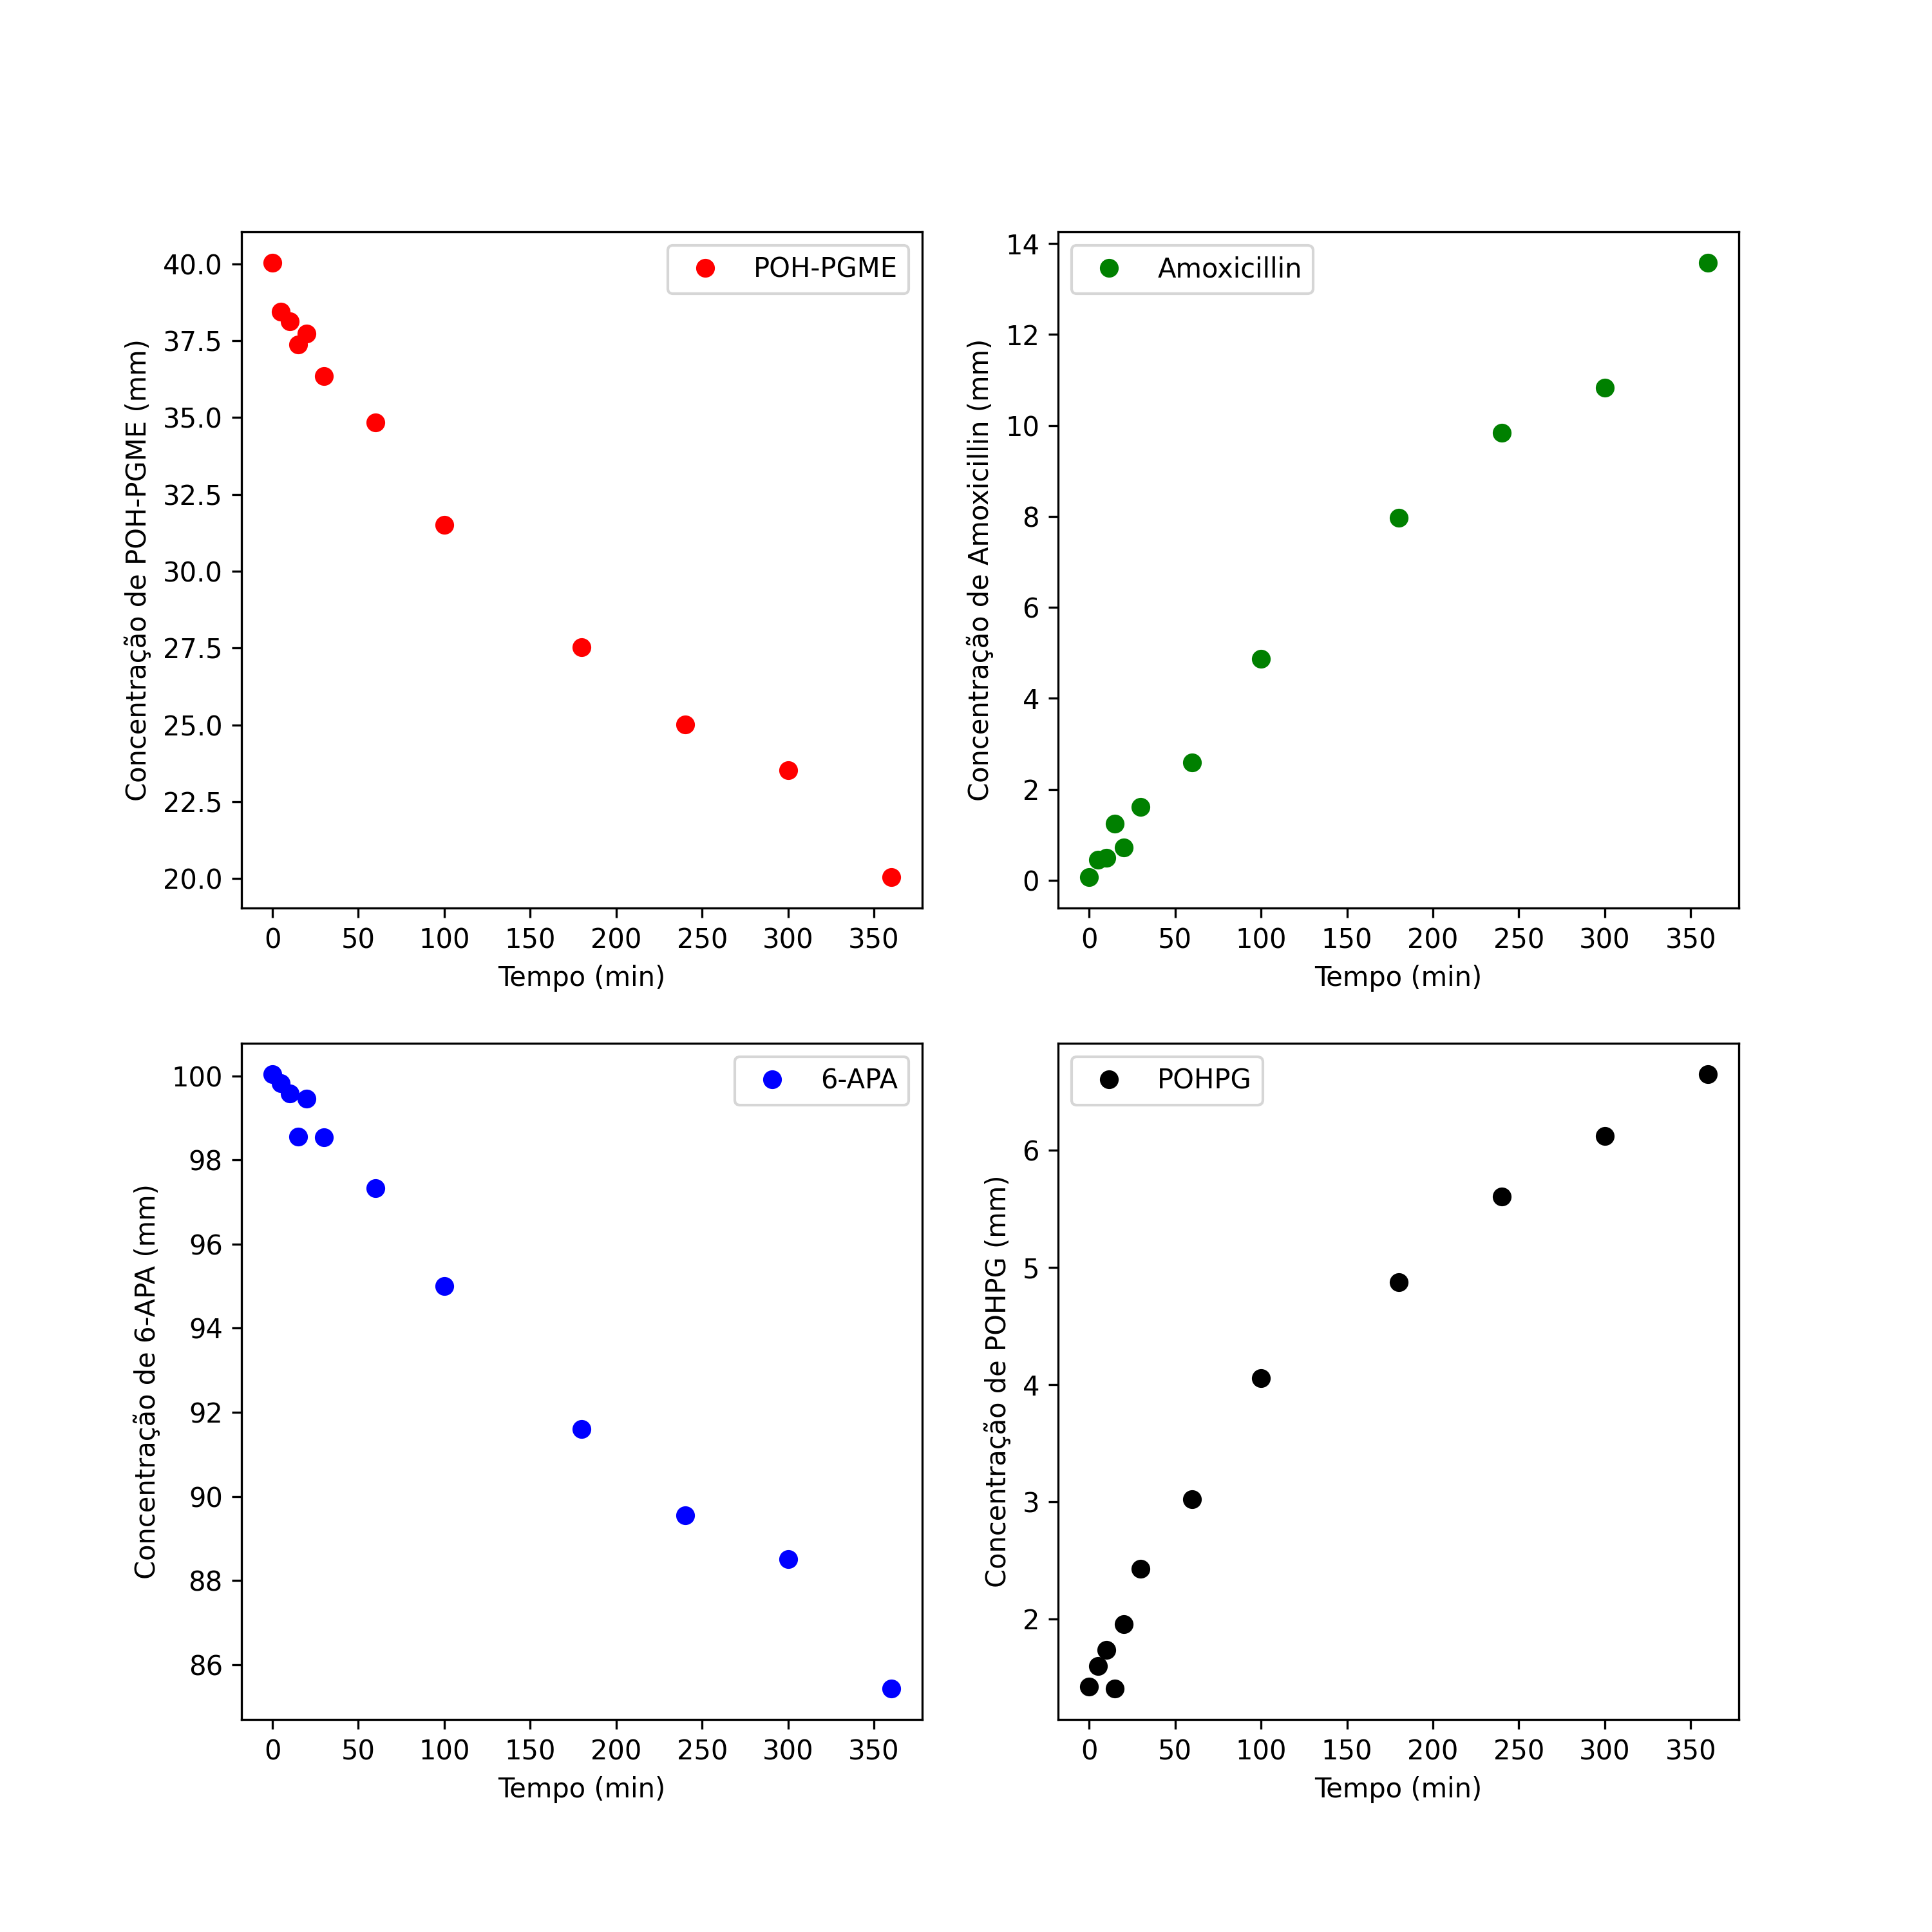 POH-PGME
Concentração de POH-PGME (mm)
40.0
37.5
35.0
32.5
30.0
27.5
25.0
22.5
20.0
0 50 100 150 200 250 300 350
Tempo (min)
Amoxicillin
Concentração de Amoxicillin (mm)
14
12
10
8
6
4
2
0
0 50 100 150 200 250 300 350
Tempo (min)
6-APA
Concentração de 6-APA (mm)
100
98
96
94
92
90
88
86
0 50 100 150 200 250 300 350
Tempo (min)
POHPG
Concentração de POHPG (mm)
6
5
4
3
2
0 50 100 150 200 250 300 350
Tempo (min)